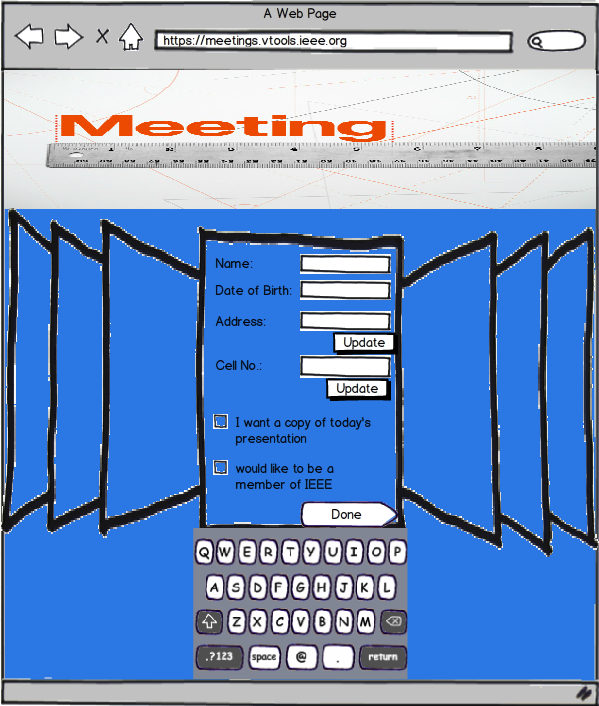 A Web Page
https://meetings.vtools.ieee.org
Meeting
Name:
Date of Birth:
Address:
Update
Cell No.:
Update
I want a copy of today's
presentation
would like to be a
member of IEEE
Done
Q W E R T Y U I O P
A S D F G H J K L
Z X C V B N M
.?123 space @ . return